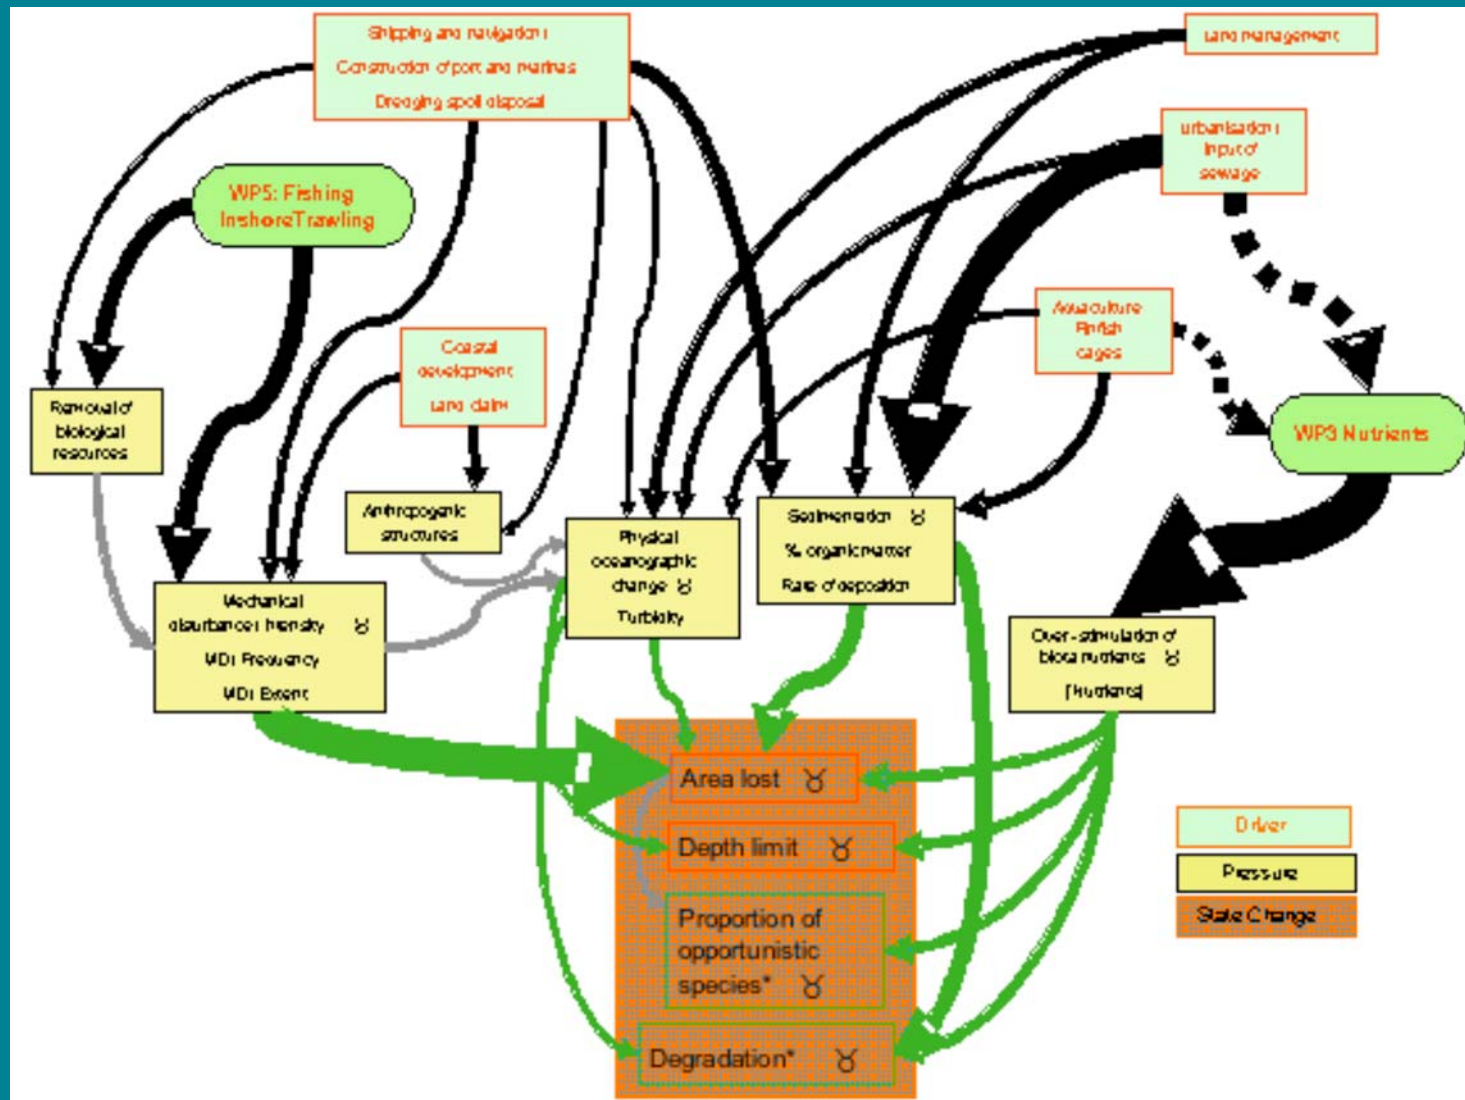 Shipping and navigation:
Construction of port and marinas
Dredging spoil disposal
Land management
Urbanisation:
Input of
sewage
WP5: Fishing
Inshore Trawling
Aquaculture
Finfish
cages
Coastal
development
Land claim
WP3 Nutrients
Removal of
biological
resources
Anthropogenic
structures
Physical
oceanographic
change ♉
Turbidity
Sedimentation ♉
% organic matter
Rate of deposition
Mechanical
disturbance: Intensity ♉
MD: Frequency
MD: Extent
Over-stimulation of
biota nutrients ♉
[Nutrients]
Area lost ♉
Depth limit ♉
Proportion of
opportunistic
species* ♉
Degradation* ♉
Driver
Pressure
State Change